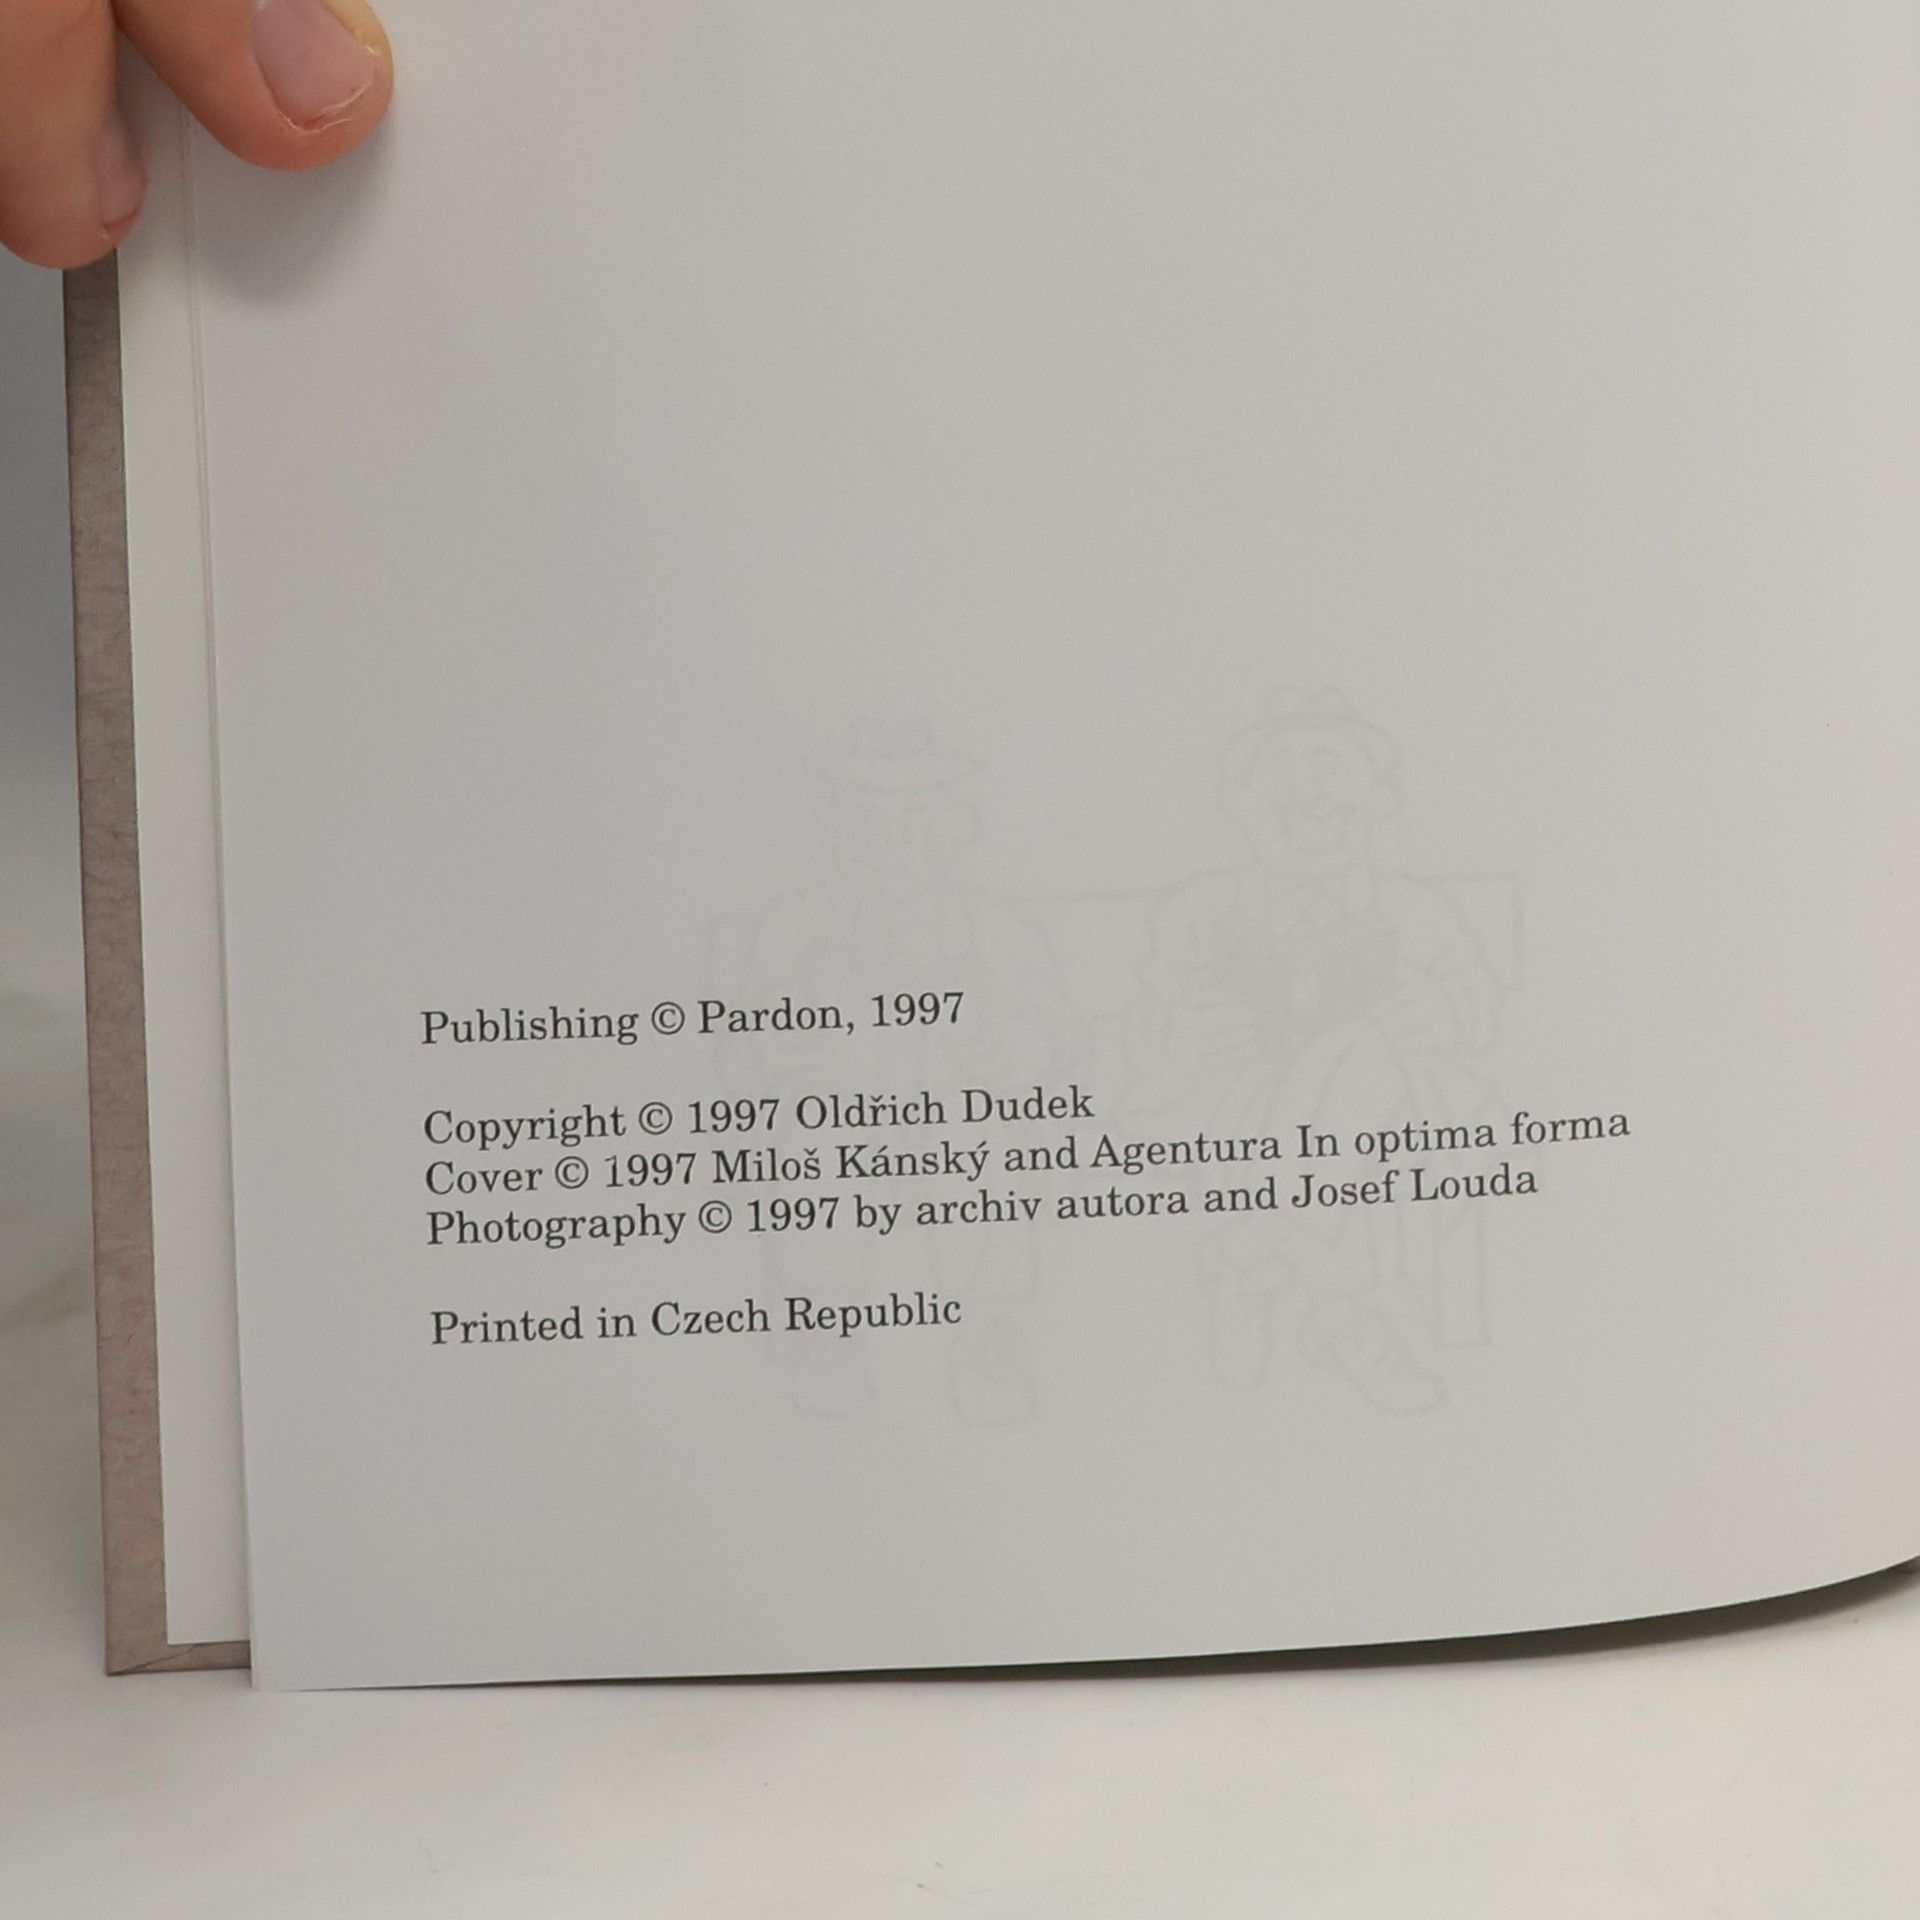 Publishing © Pardon, 1997
Copyright © 1997 Oldřich Dudek
Cover © 1997 Miloš Kánský and Agentura In optima forma
Photography © 1997 by archiv autora and Josef Louda
Printed in Czech Republic